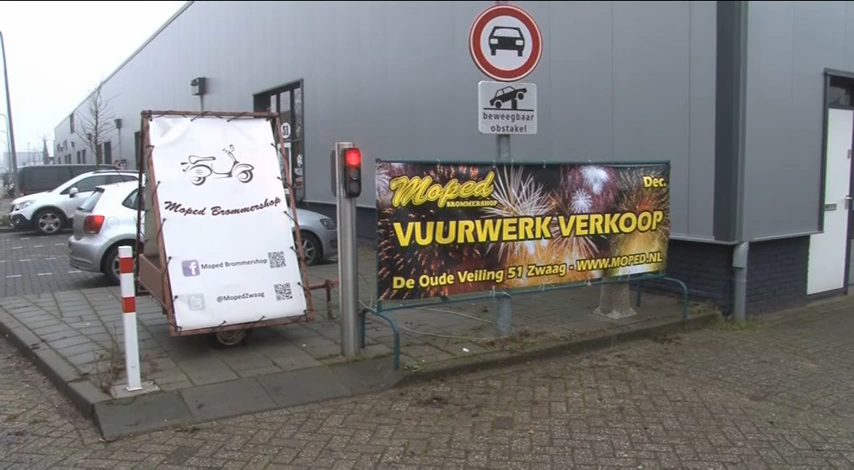 beweegbaar
obstakel
Moped Brommershop
Moped Brommershop
@Moped2waag
Moped
BROMMERSHOP
Dec.
VUURWERK VERKOOP
De Oude Veiling 51 Zwaag - WWW.MOPED.NL